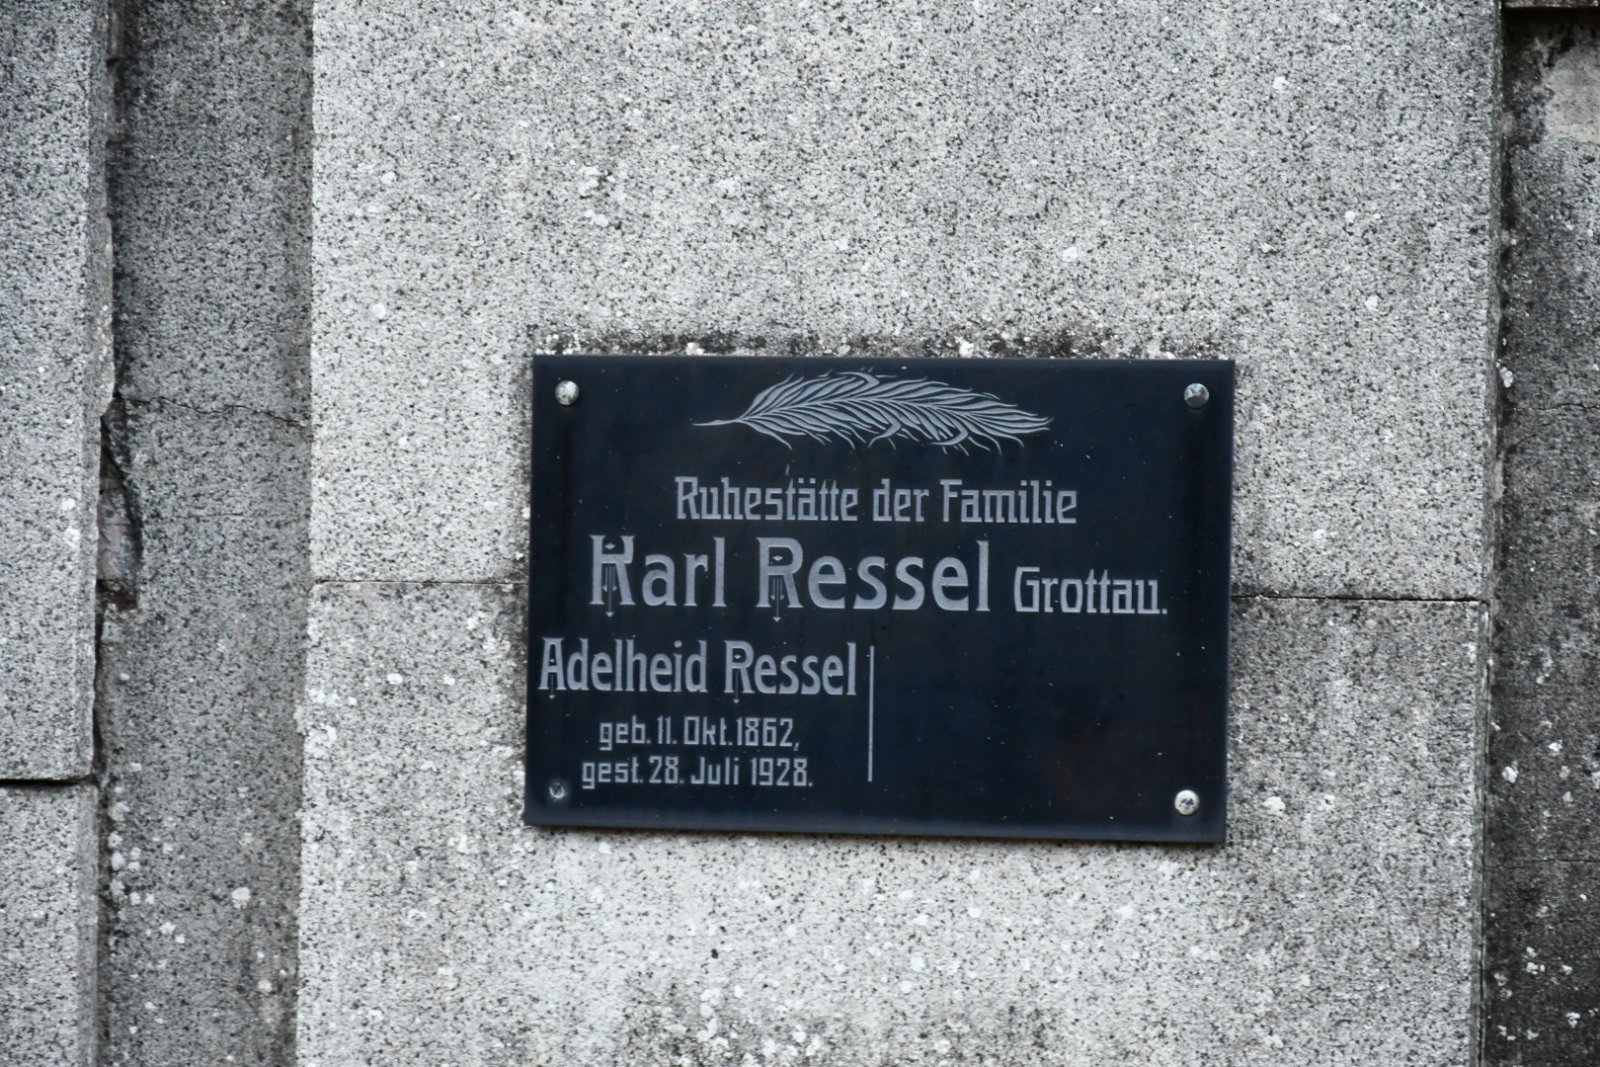 Ruhestätte der Familie
Karl Ressel Grottau.
Adelheid Ressel
geb. 11. Okt. 1862,
gest. 28. Juli 1928.